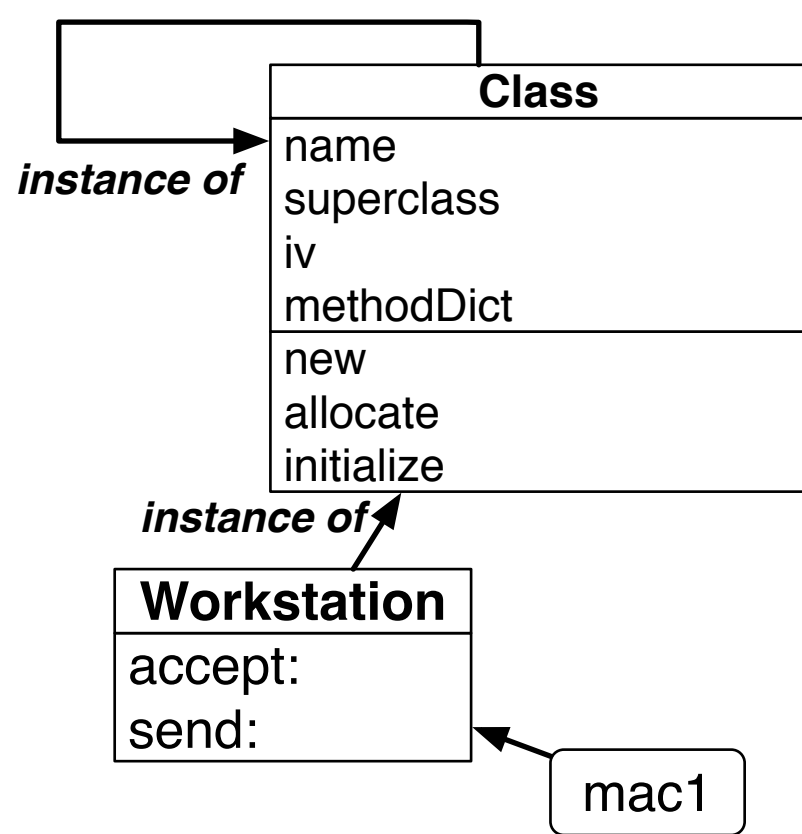 Class
instance of
name
superclass
iv
methodDict
new
allocate
initialize
instance of
Workstation
accept:
send:
mac1